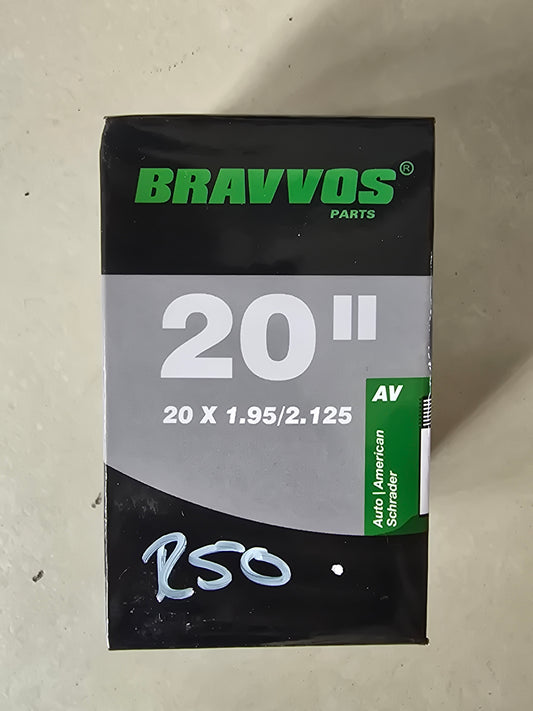 BRAVVOS®
PARTS
20"
20 X 1.95/2.125
AV
Auto | American
Schrader
R50